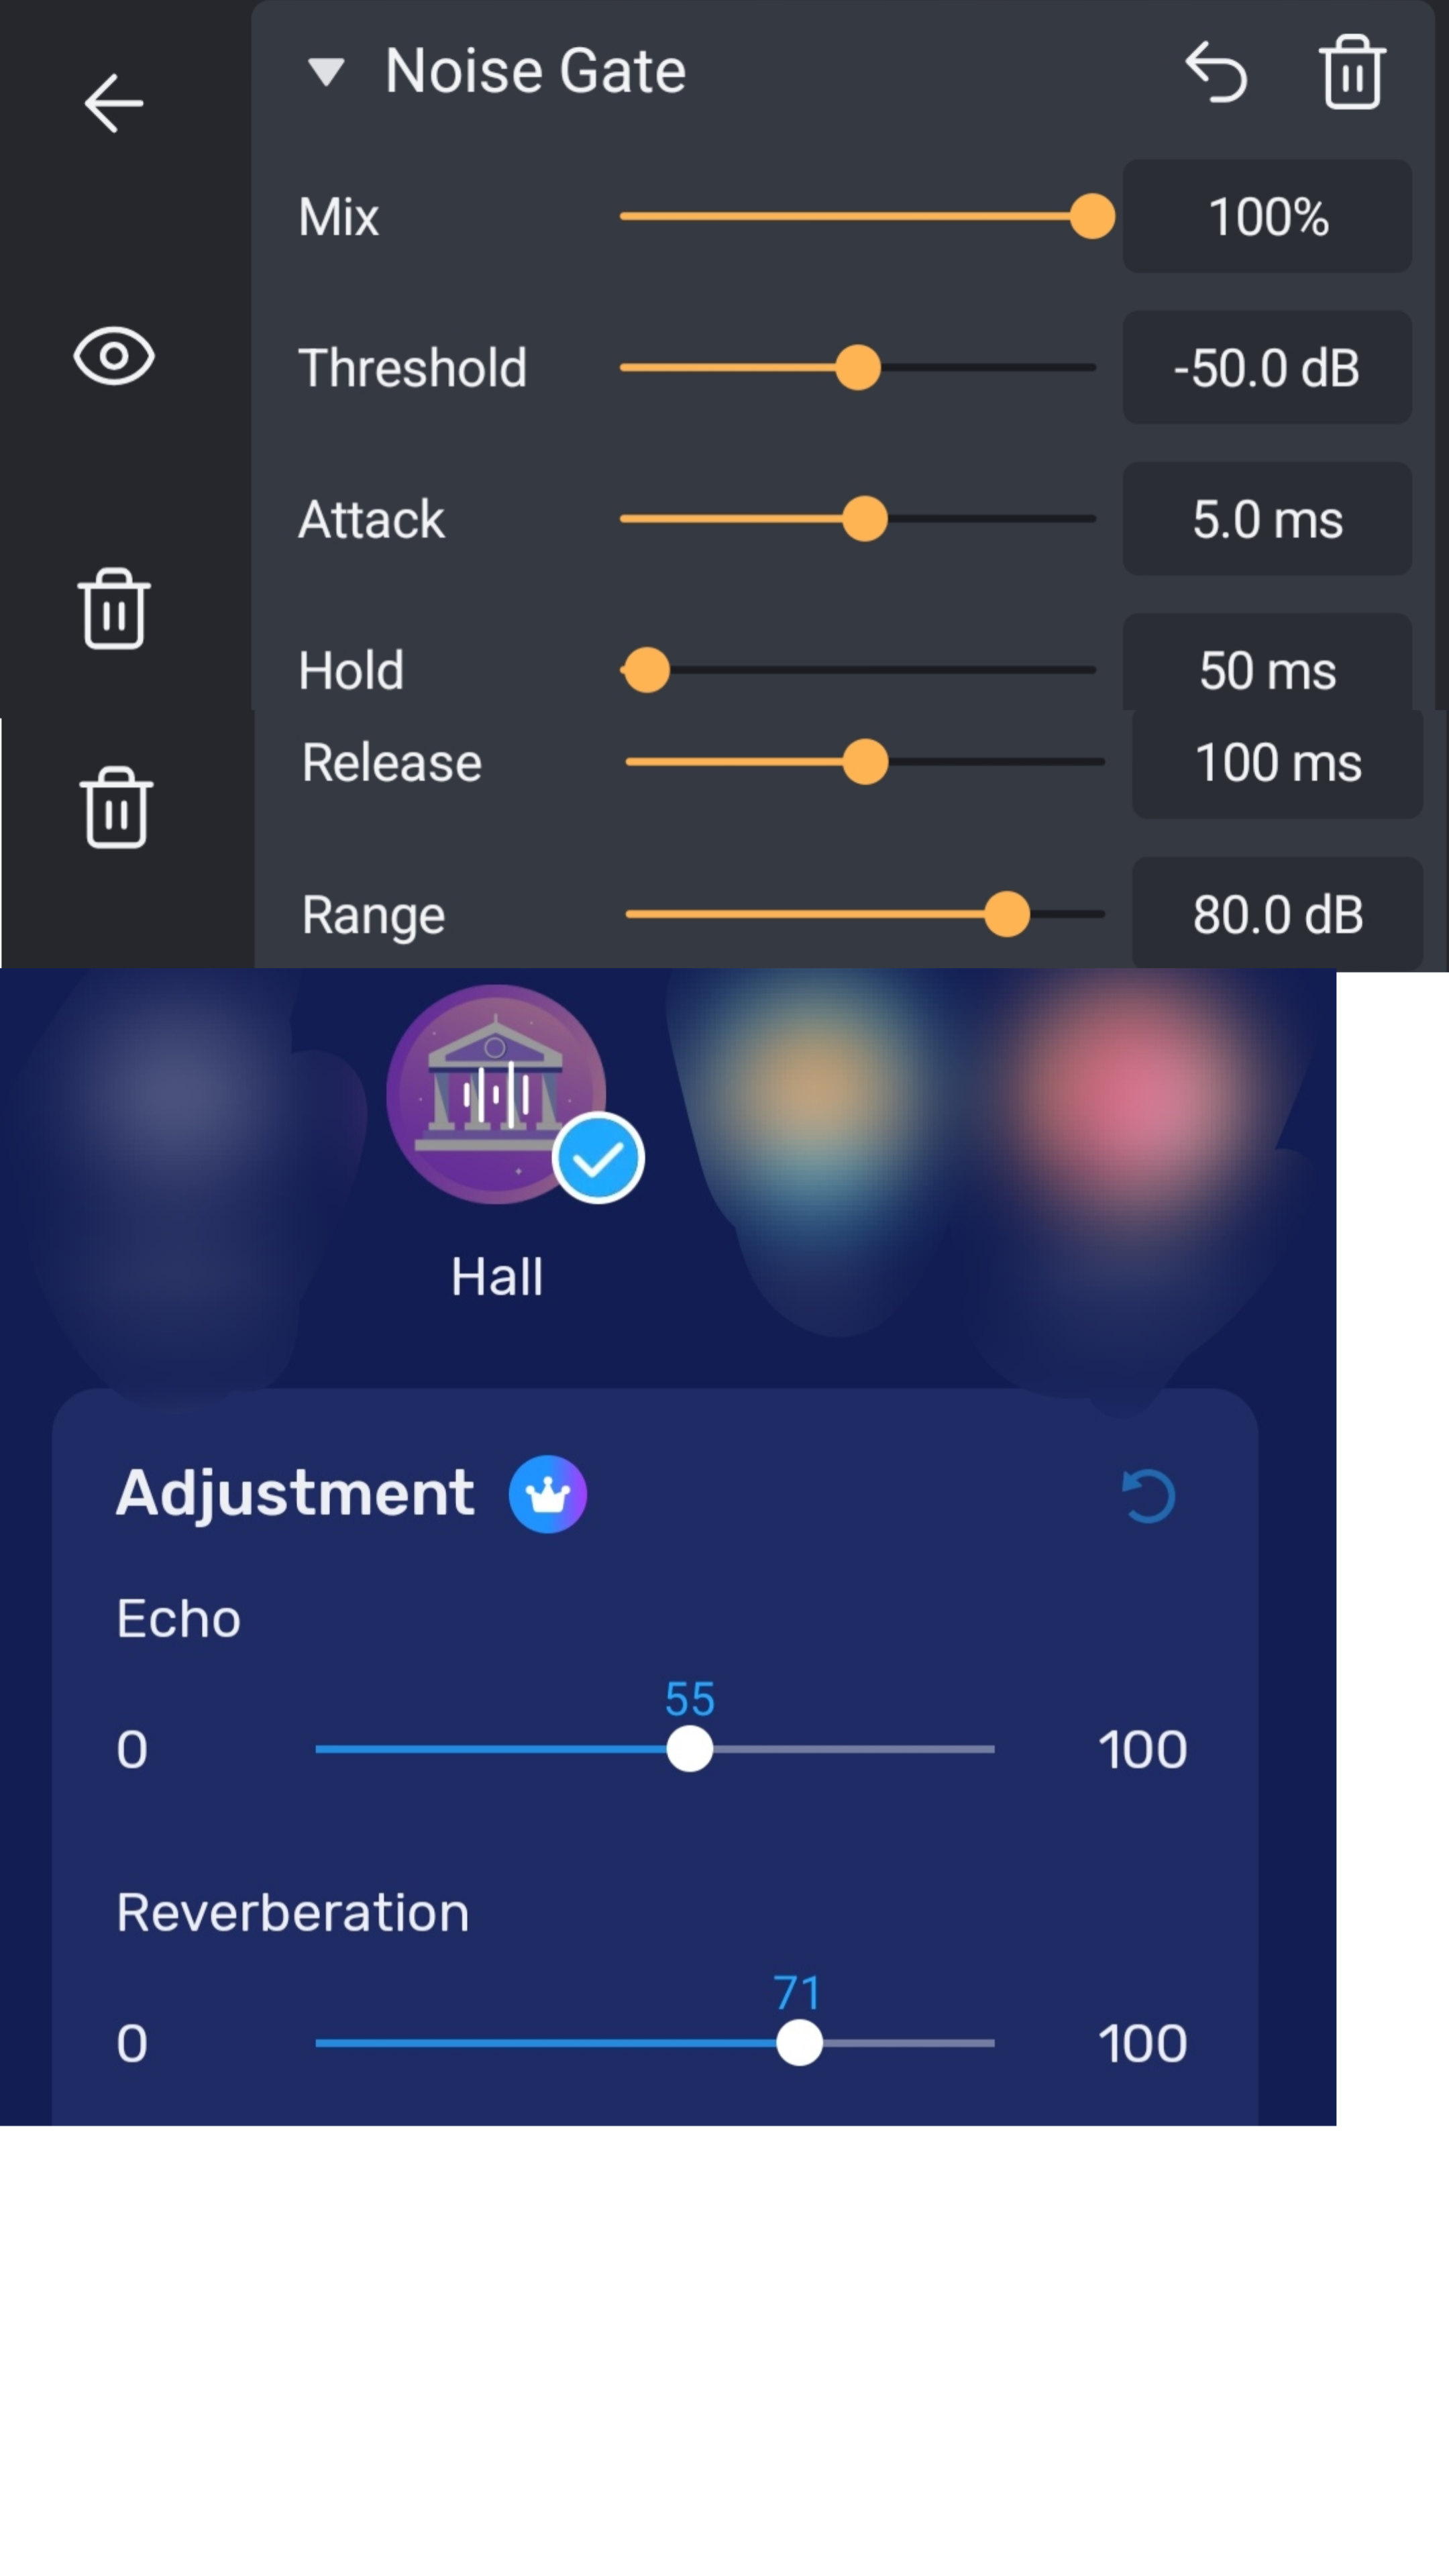 Noise Gate
Mix 100%
Threshold -50.0 dB
Attack 5.0 ms
Hold 50 ms
Release 100 ms
Range 80.0 dB
Hall
Adjustment
Echo
55
0 100
Reverberation
71
0 100